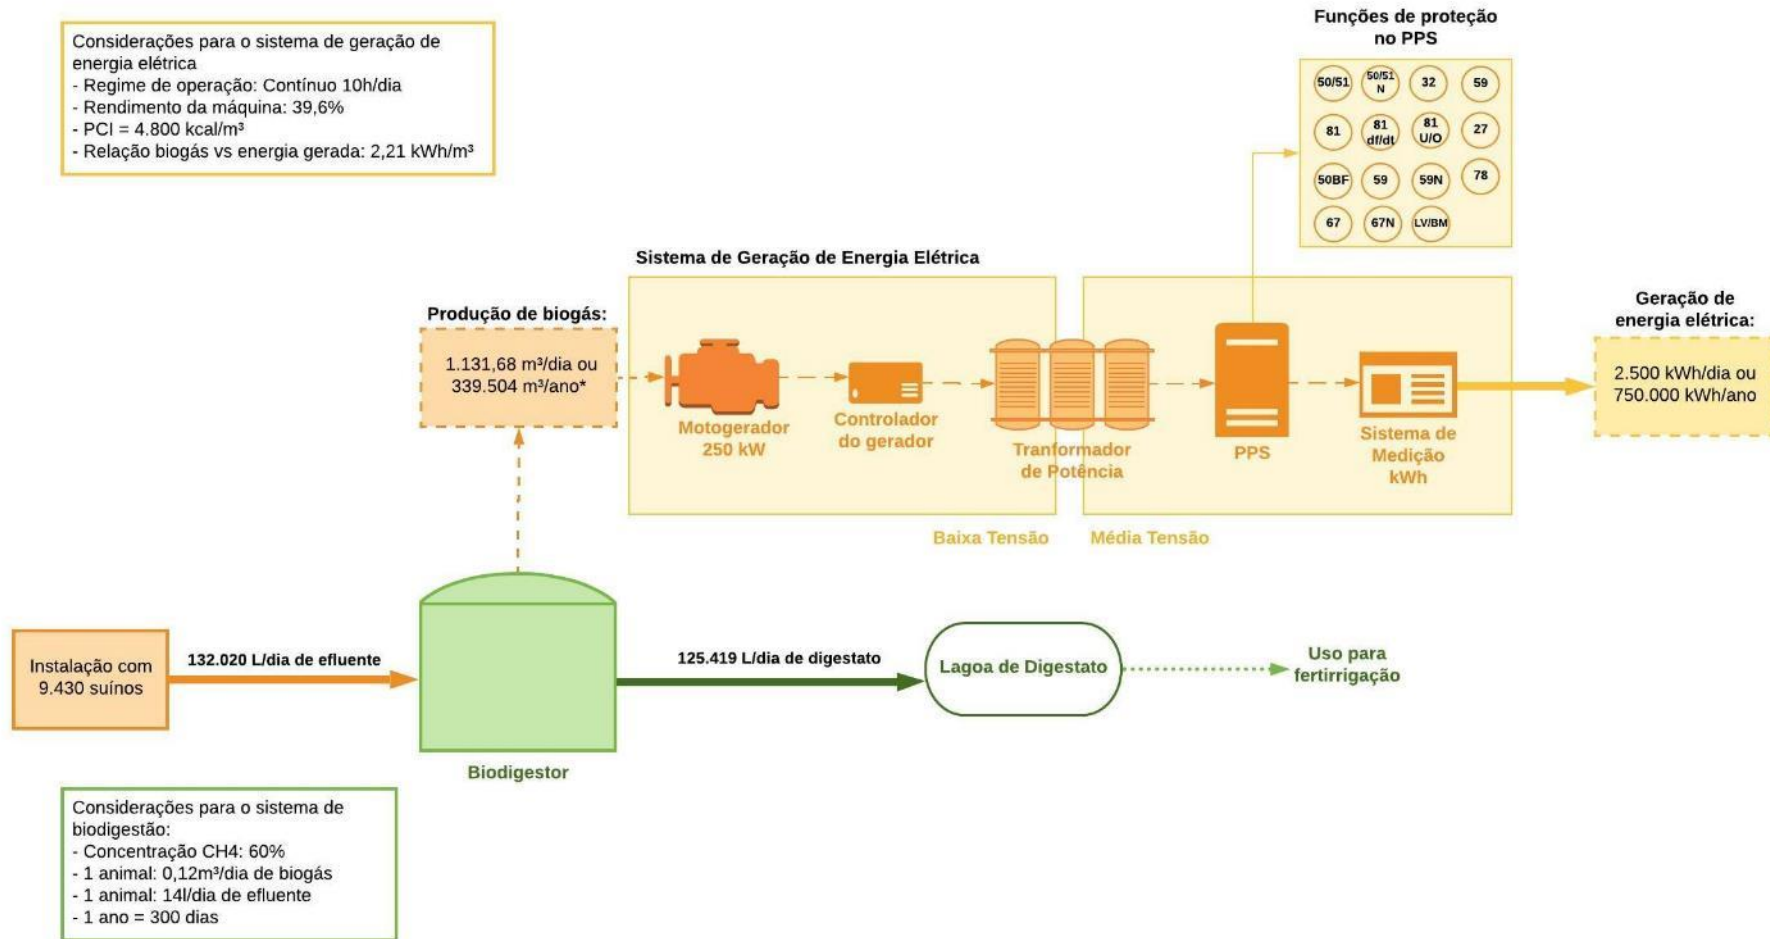 Considerações para o sistema de geração de
energia elétrica
- Regime de operação: Contínuo 10h/dia
- Rendimento da máquina: 39,6%
- PCI = 4.800 kcal/m³
- Relação biogás vs energia gerada: 2,21 kWh/m³
Funções de proteção
no PPS
50/51
50/51
N
32
59
81
81
df/dt
81
U/O
27
50BF
59
59N
78
67
67N
LV/BM
Sistema de Geração de Energia Elétrica
Produção de biogás:
1.131,68 m³/dia ou
339.504 m³/ano*
Motogerador
250 kW
Controlador
do gerador
Tranformador
de Potência
PPS
Sistema de
Medição
kWh
Geração de
energia elétrica:
2.500 kWh/dia ou
750.000 kWh/ano
Baixa Tensão
Média Tensão
Instalação com
9.430 suínos
132.020 L/dia de efluente
Biodigestor
125.419 L/dia de digestato
Lagoa de Digestato
Uso para
fertirrigação
Considerações para o sistema de
biodigestão:
- Concentração CH4: 60%
- 1 animal: 0,12m³/dia de biogás
- 1 animal: 14l/dia de efluente
- 1 ano = 300 dias